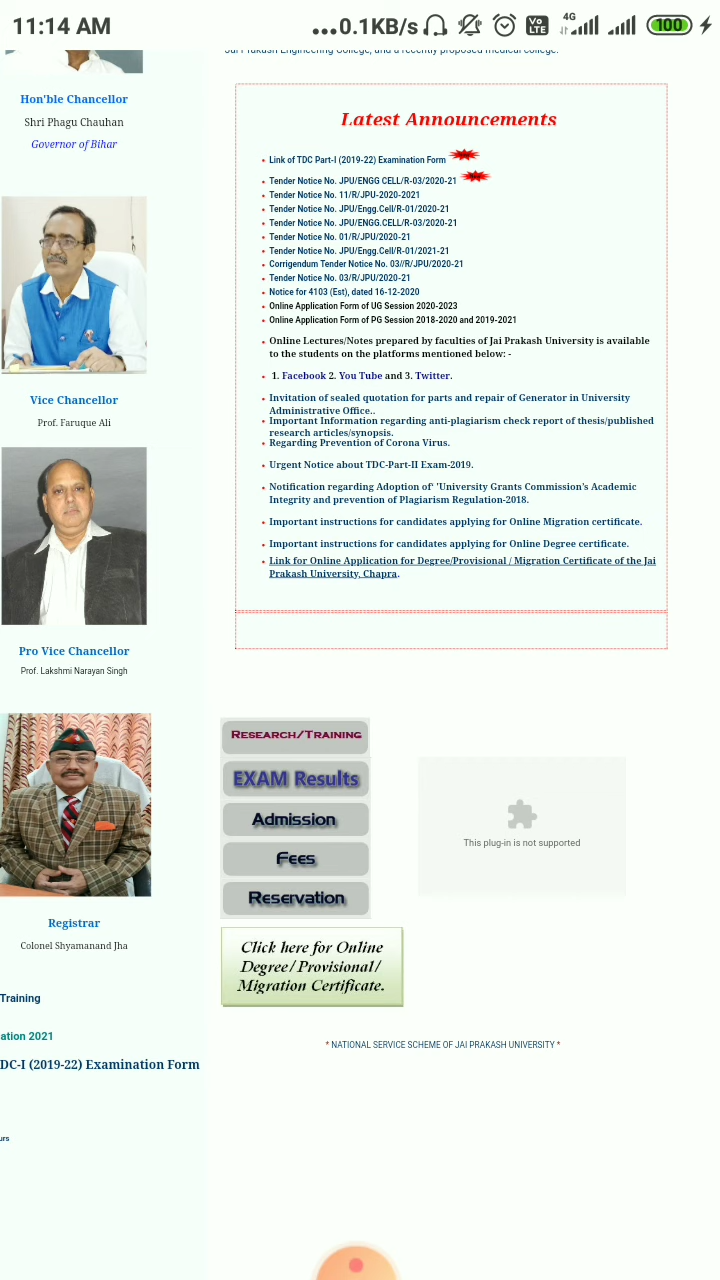 11:14 AM
...0.1KB/s
Vo
LTE
4G
100
Jai Prakash Engineering College, and a recently proposed medical college.
Hon'ble Chancellor
Shri Phagu Chauhan
Governor of Bihar
Vice Chancellor
Prof. Faruque Ali
Pro Vice Chancellor
Prof. Lakshmi Narayan Singh
Registrar
Colonel Shyamanand Jha
Training
ation 2021
DC-I (2019-22) Examination Form
urs
Latest Announcements
• Link of TDC Part-I (2019-22) Examination Form
• Tender Notice No. JPU/ENGG CELL/R-03/2020-21
• Tender Notice No. 11/R/JPU-2020-2021
• Tender Notice No. JPU/Engg.Cell/R-01/2020-21
• Tender Notice No. JPU/ENGG.CELL/R-03/2020-21
• Tender Notice No. 01/R/JPU/2020-21
• Tender Notice No. JPU/Engg.Cell/R-01/2021-21
• Corrigendum Tender Notice No. 03//R/JPU/2020-21
• Tender Notice No. 03/R/JPU-2020-21
• Notice for 4103 (Est), dated 16-12-2020
• Online Application Form of UG Session 2020-2023
• Online Application Form of PG Session 2018-2020 and 2019-2021
• Online Lectures/Notes prepared by faculties of Jai Prakash University is available
to the students on the platforms mentioned below: -
• 1. Facebook 2. You Tube and 3. Twitter.
• Invitation of sealed quotation for parts and repair of Generator in University
Administrative Office..
• Important Information regarding anti-plagiarism check report of thesis/published
research articles/synopsis.
• Regarding Prevention of Corona Virus.
• Urgent Notice about TDC-Part-II Exam-2019.
• Notification regarding Adoption of' 'University Grants Commission's Academic
Integrity and prevention of Plagiarism Regulation-2018.
• Important instructions for candidates applying for Online Migration certificate.
• Important instructions for candidates applying for Online Degree certificate.
• Link for Online Application for Degree/Provisional / Migration Certificate of the Jai
Prakash University, Chapra.
Research/Training
EXAM Results
Admission
Fees
Reservation
Click here for Online
Degree/Provisional/
Migration Certificate.
This plug-in is not supported
* NATIONAL SERVICE SCHEME OF JAI PRAKASH UNIVERSITY *